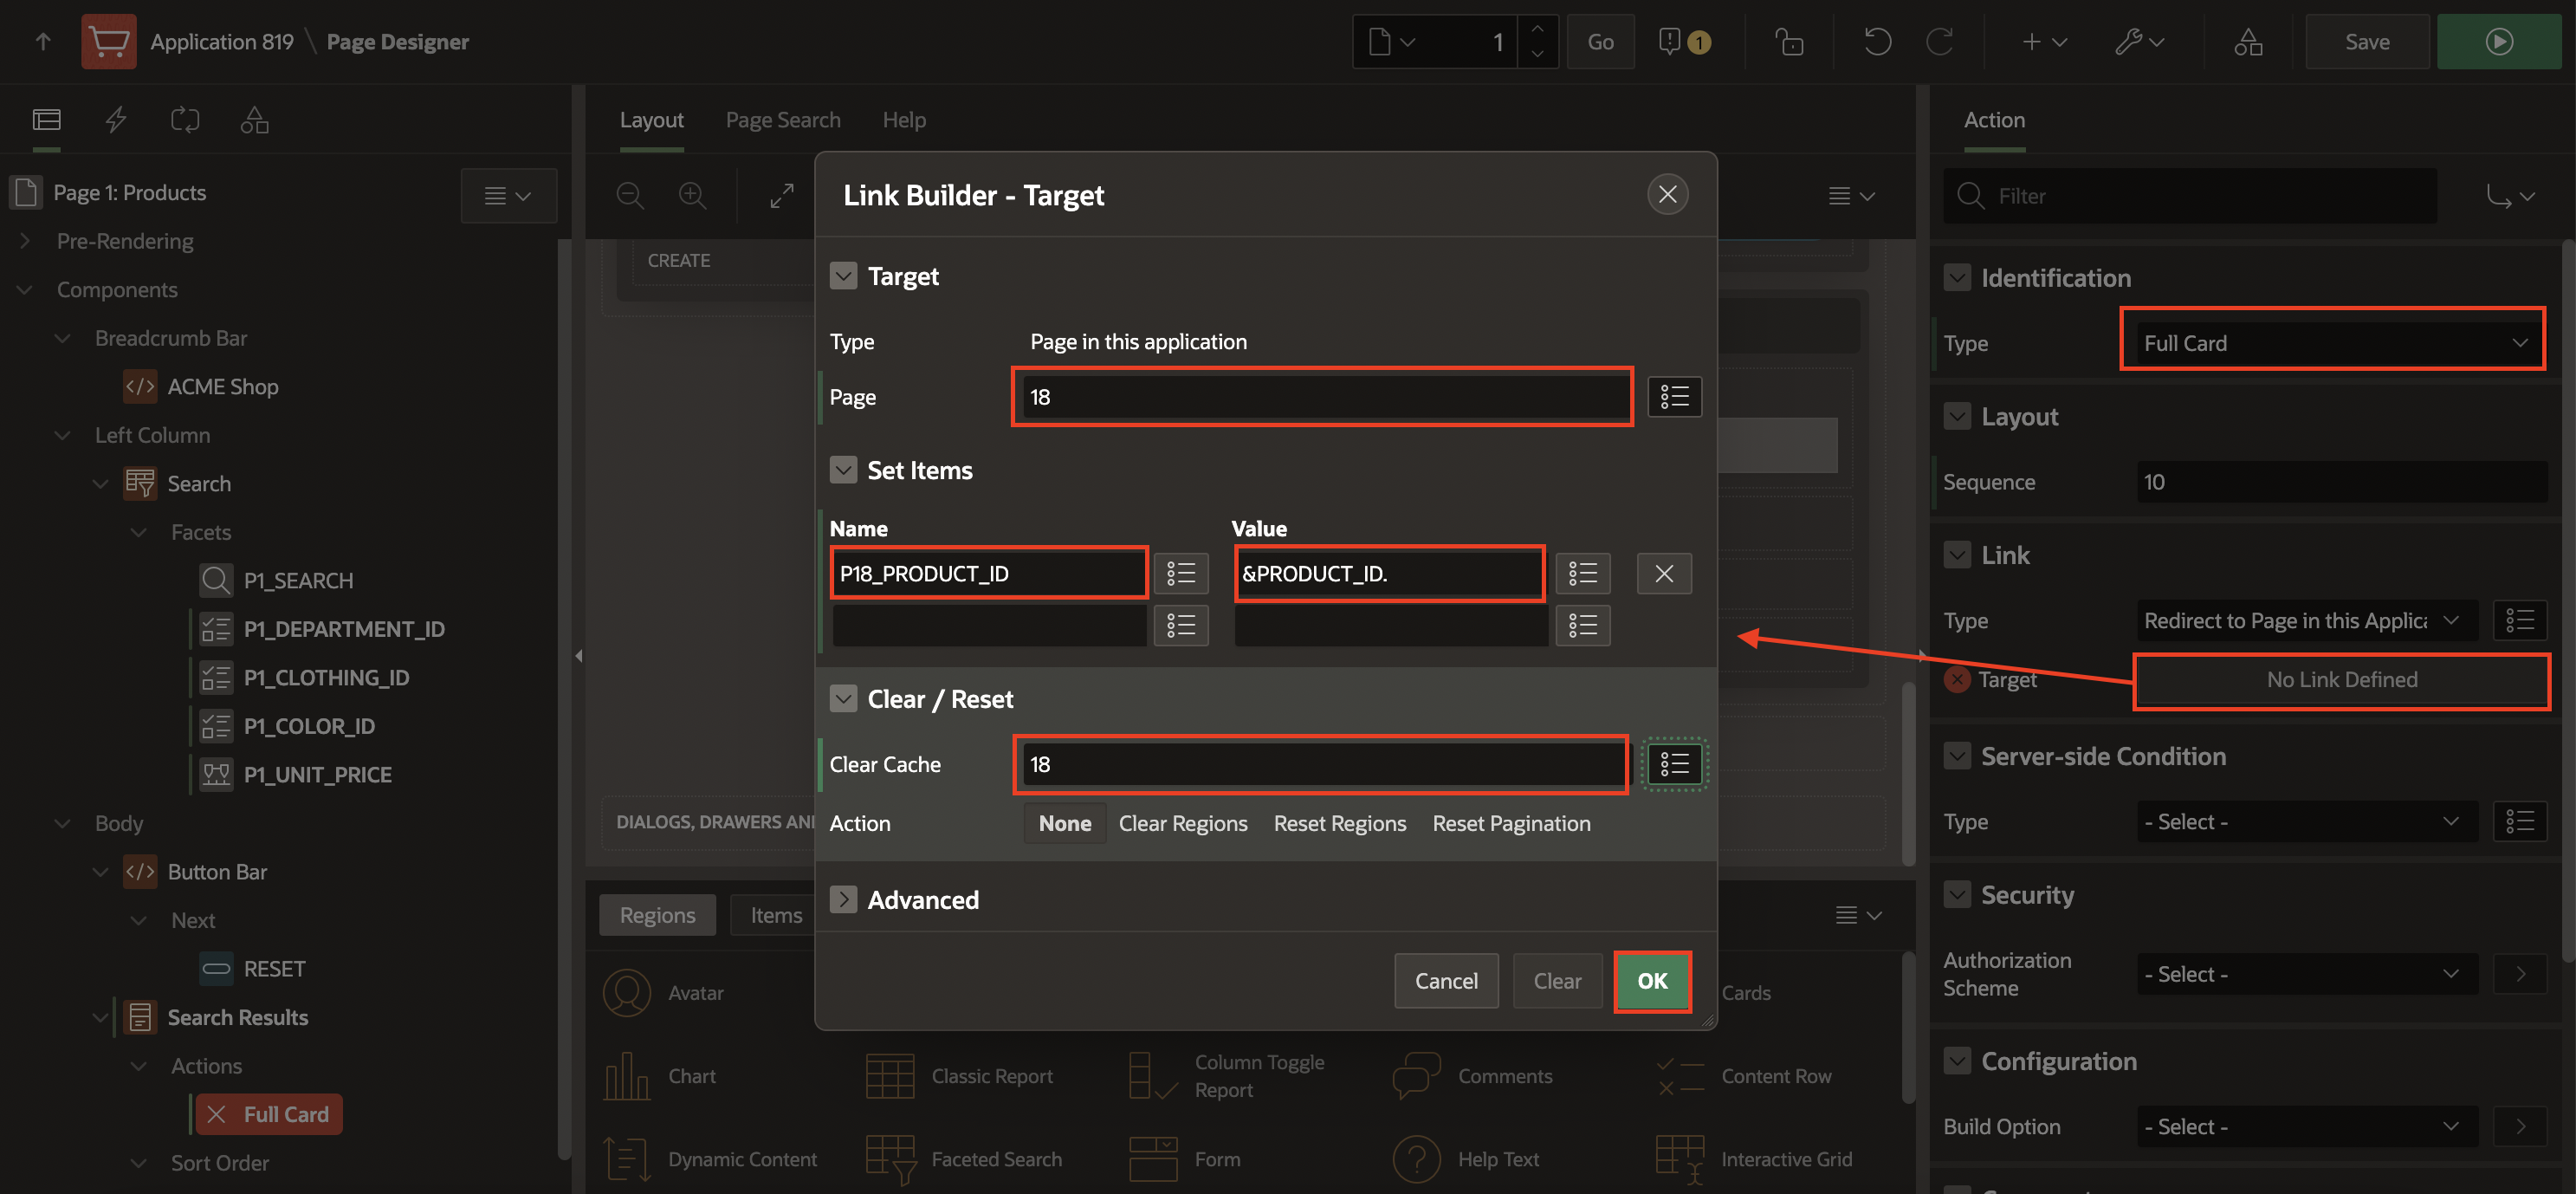 Application 819 \ Page Designer
1
Go
1
Save
Layout
Page Search
Help
Action
Page 1: Products
Pre-Rendering
Components
Breadcrumb Bar
ACME Shop
Left Column
Search
Facets
P1_SEARCH
P1_DEPARTMENT_ID
P1_CLOTHING_ID
P1_COLOR_ID
P1_UNIT_PRICE
Body
Button Bar
Next
RESET
Search Results
Actions
Full Card
Sort Order
CREATE
DIALOGS, DRAWERS AN
Regions
Items
Avatar
Cards
Chart
Classic Report
Column Toggle
Report
Comments
Content Row
Dynamic Content
Faceted Search
Form
Help Text
Interactive Grid
Link Builder - Target
Target
Type
Page in this application
Page
18
Set Items
Name
Value
P18_PRODUCT_ID
&PRODUCT_ID.
Clear / Reset
Clear Cache
18
Action
None
Clear Regions
Reset Regions
Reset Pagination
Advanced
Cancel
Clear
OK
Filter
Identification
Type
Full Card
Layout
Sequence
10
Link
Type
Redirect to Page in this Applica
Target
No Link Defined
Server-side Condition
Type
- Select -
Security
Authorization
Scheme
- Select -
Configuration
Build Option
- Select -